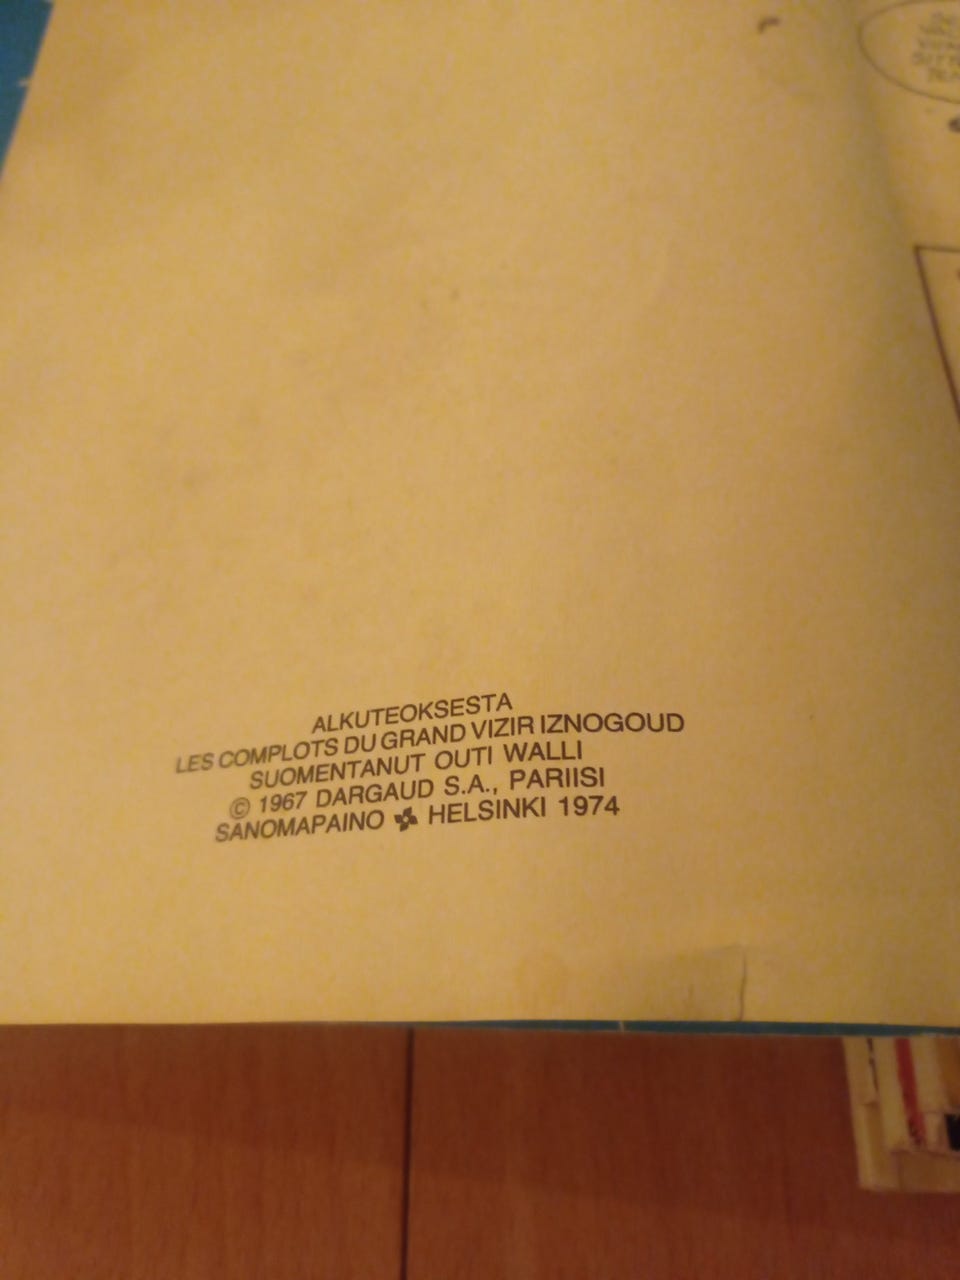 ALKUTEOKSESTA
LES COMPLOTS DU GRAND VIZIR IZNOGOUD
SUOMENTANUT OUTI WALLI
© 1967 DARGAUD S.A., PARIISI
SANOMAPAINO HELSINKI 1974